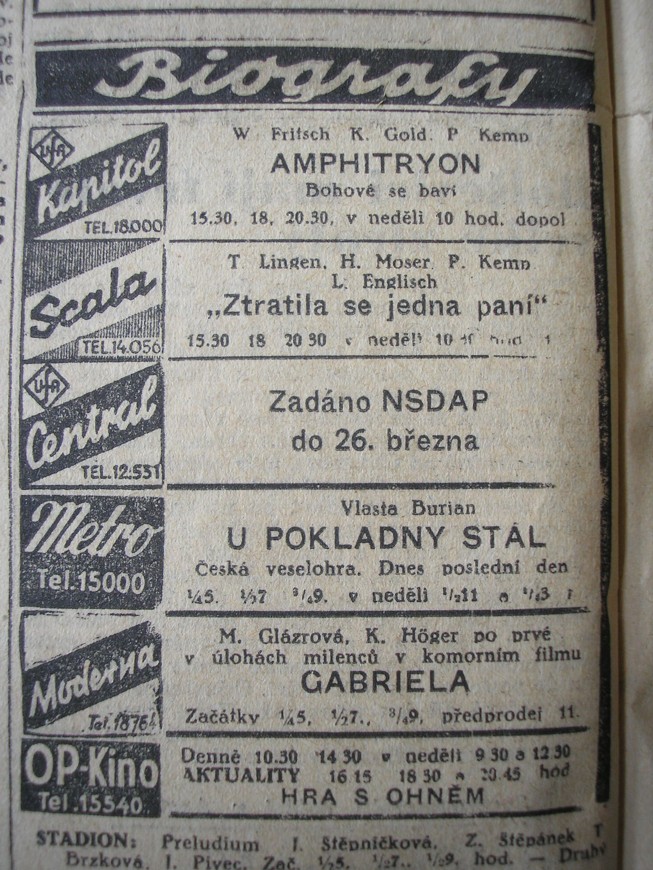 Biografy
UFA
Kapitol
TEL.18.000
W. Fritsch K. Gold. P. Kemp
AMPHITRYON
Bohové se baví
15.30, 18, 20.30, v neděli 10 hod. dopol.
Scala
TEL.14.056
T. Lingen, H. Moser, P. Kemp
L. Englisch
„Ztratila se jedna paní“
15.30 18 20 30 v neděli 10
UFA
Central
TEL.12.531
Zadáno NSDAP
do 26. března
Metro
Tel.15000
Vlasta Burian
U POKLADNY STÁL
Česká veselohra. Dnes poslední den
¼5, ½7 ¾9, v neděli ½11 a ¼3
Moderna
Tel.
M. Glázrová, K. Höger po prvé
v úlohách milenců v komorním filmu
GABRIELA
Začátky ¼5, ½7., ¾9, předprodej 11.
OP-Kino
Tel.15540.
Denně 10.30 14 30 v neděli 9 30 a 12 30
AKTUALITY 16 15 18 30 a 20.45 hod
HRA S OHNĚM
STADION: Preludium J. Štěpničková, Z. Štěpánek T
Brzková, J. Pivec, Zač. ½7., ½9, hod. — Druhý